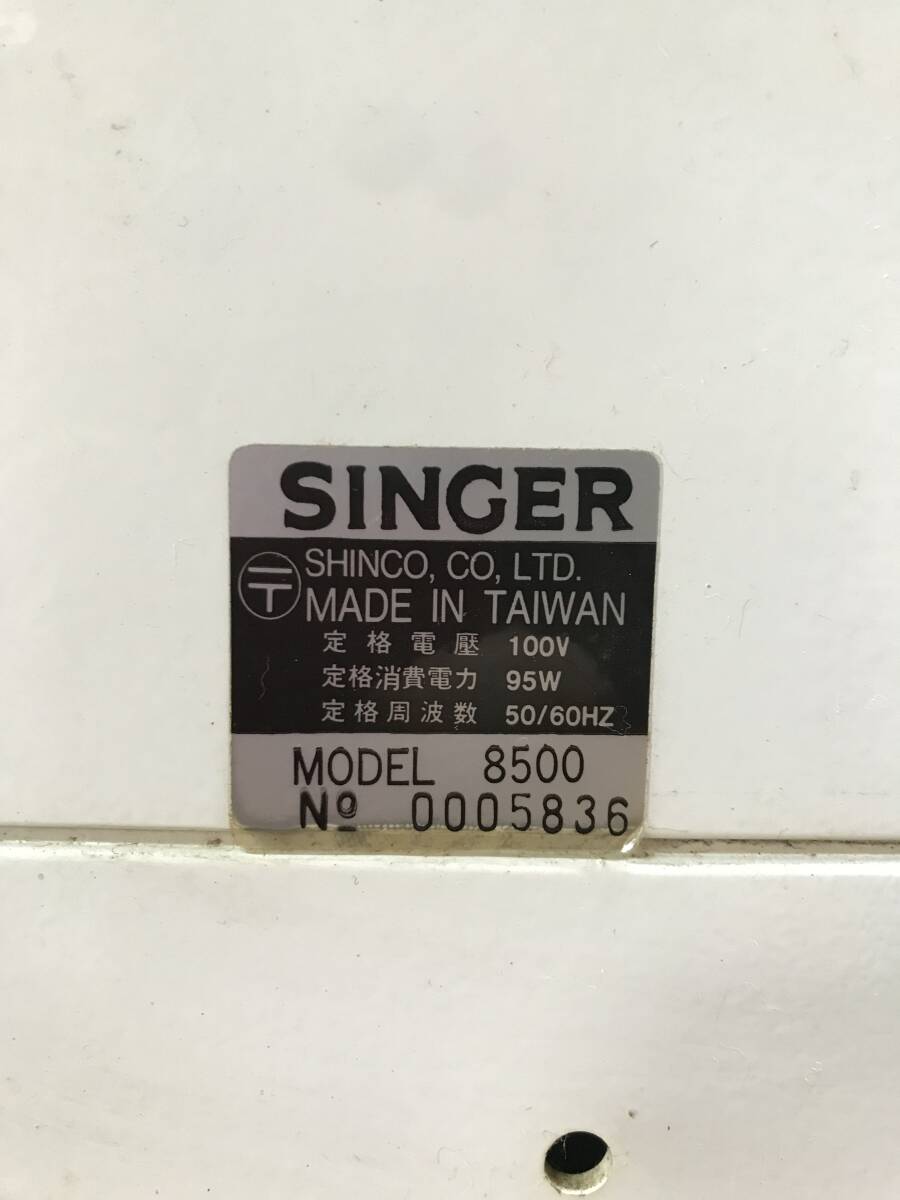 SINGER
〒 SHINCO, CO, LTD.
MADE IN TAIWAN
定格電壓 100V
定格消費電力 95W
定格周波数 50/60HZ
MODEL 8500
Nº 0005836